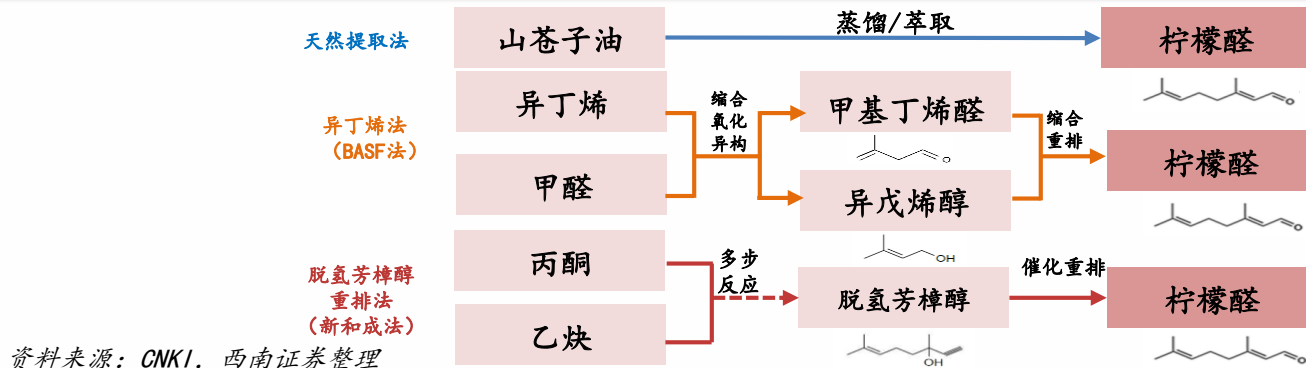 天然提取法
山苍子油
蒸馏/萃取
柠檬醛
O
异丁烯法
（BASF法）
异丁烯
甲醛
缩合
氧化
异构
甲基丁烯醛
O
异戊烯醇
OH
缩合
重排
柠檬醛
O
脱氢芳樟醇
重排法
（新和成法）
丙酮
乙炔
多步
反应
脱氢芳樟醇
OH
催化重排
柠檬醛
O
资料来源：CNKI．西南证券整理